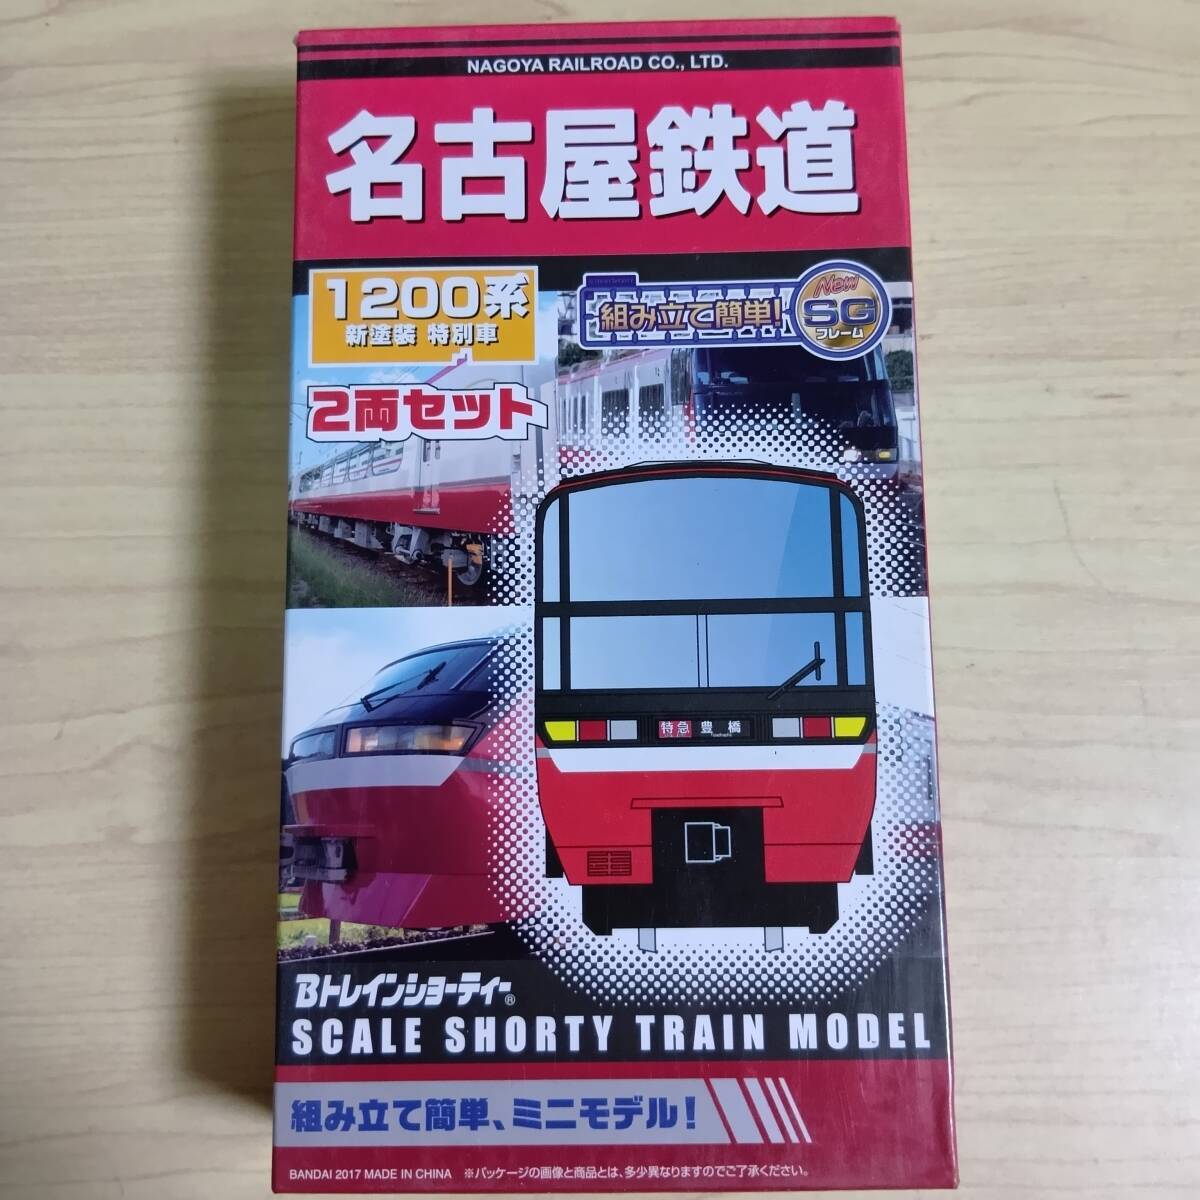 NAGOYA RAILROAD CO., LTD.
名古屋鉄道
1200系
新塗装 特別車
組み立て簡単!
New
SG
フレーム
2両セット
特急 豊橋
Bトレインショーティー®
SCALE SHORTY TRAIN MODEL
組み立て簡単、ミニモデル!
BANDAI 2017 MADE IN CHINA ※パッケージの画像と商品とは、多少異なりますのでご了承ください。